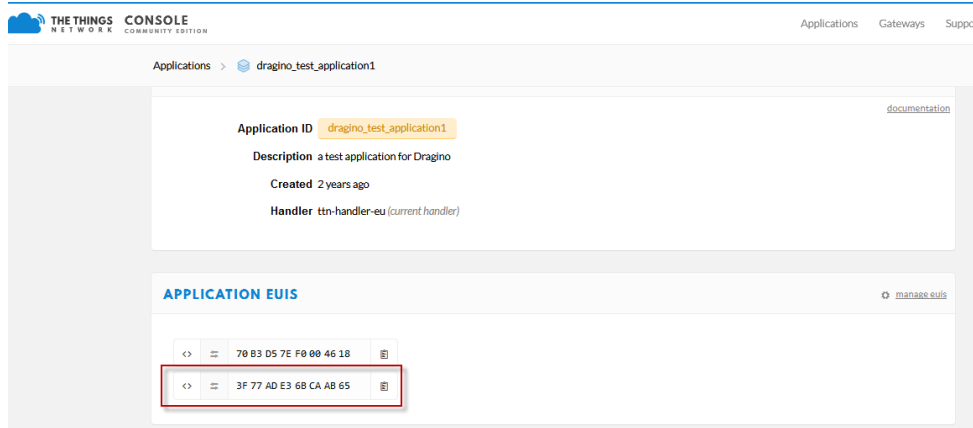 THE THINGS NETWORK CONSOLE COMMUNITY EDITION
Applications Gateways Suppo
Applications > dragino_test_application1
documentation
Application ID dragino_test_application1
Description a test application for Dragino
Created 2 years ago
Handler ttn-handler-eu (current handler)
APPLICATION EUIS
manage euis
<> 70 B3 D5 7E F0 00 46 18
<> 3F 77 AD E3 6B CA AB 65